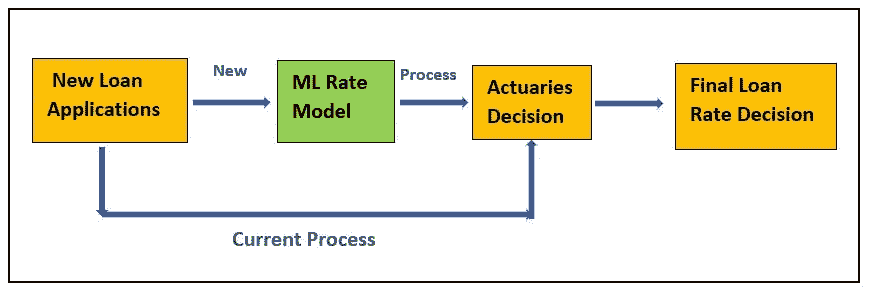 New Loan
Applications
New
ML Rate
Model
Process
Actuaries
Decision
Final Loan
Rate Decision
Current Process